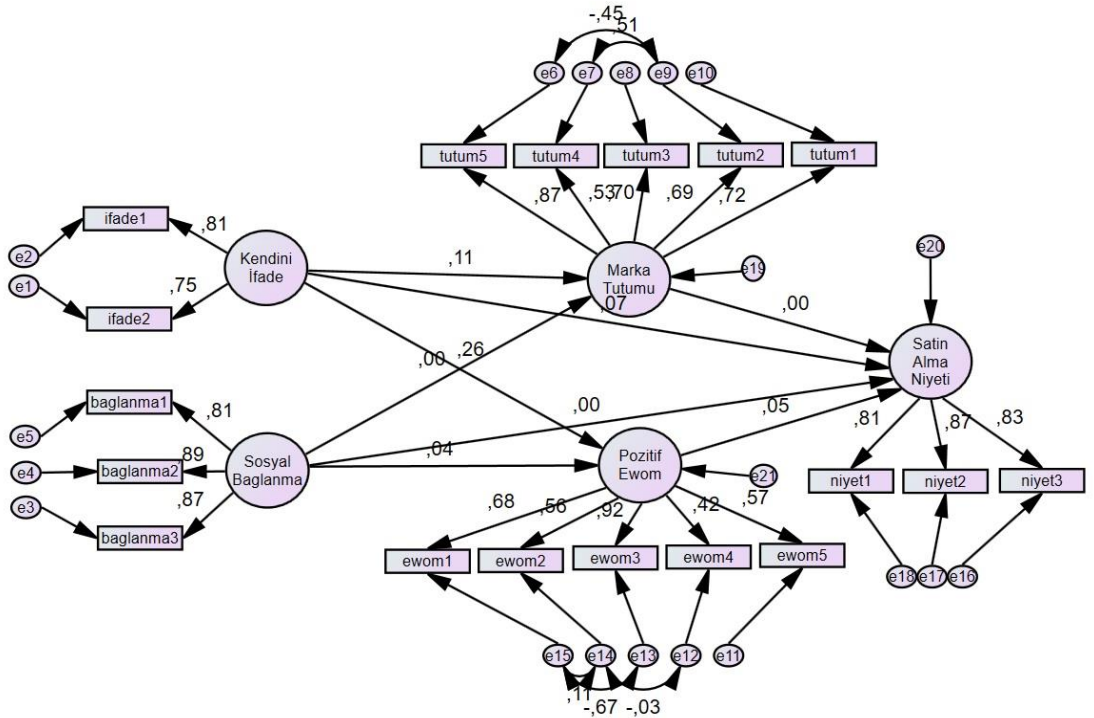 -,45
,51
e6 e7 e8 e9 e10
tutum5 tutum4 tutum3 tutum2 tutum1
,87 ,53 ,70 ,69 ,72
ifade1
,81
e2
Kendini
İfade
e1
,75
ifade2
,11
Marka
Tutumu
e19
e20
,07
,00
Satin
Alma
Niyeti
,00 ,26
baglanma1
,81
e5
,00
,05
,81 ,87 ,83
e4
baglanma2
,89
Sosyal
Baglanma
,04
Pozitif
Ewom
e21
niyet1 niyet2 niyet3
e3
,87
baglanma3
,68 ,56 ,92 ,42 ,57
ewom1 ewom2 ewom3 ewom4 ewom5
e18 e17 e16
e15 e14 e13 e12 e11
,11
-,67 -,03